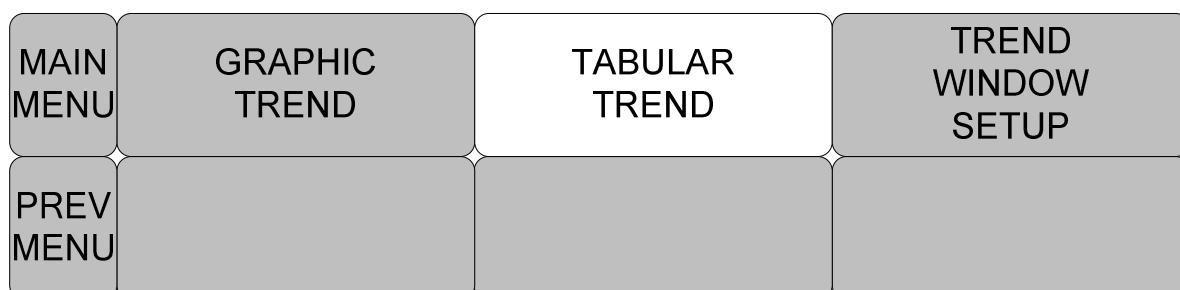 MAIN
MENU
GRAPHIC
TREND
TABULAR
TREND
TREND
WINDOW
SETUP
PREV
MENU